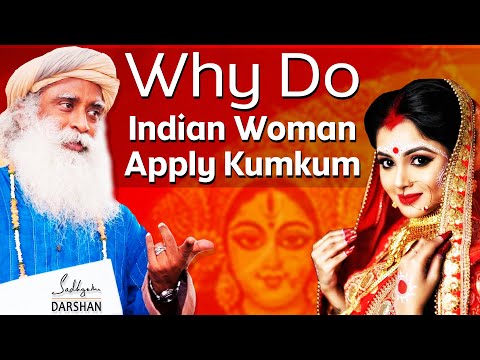 Why Do
Indian Woman
Apply Kumkum
Sadhguru
DARSHAN